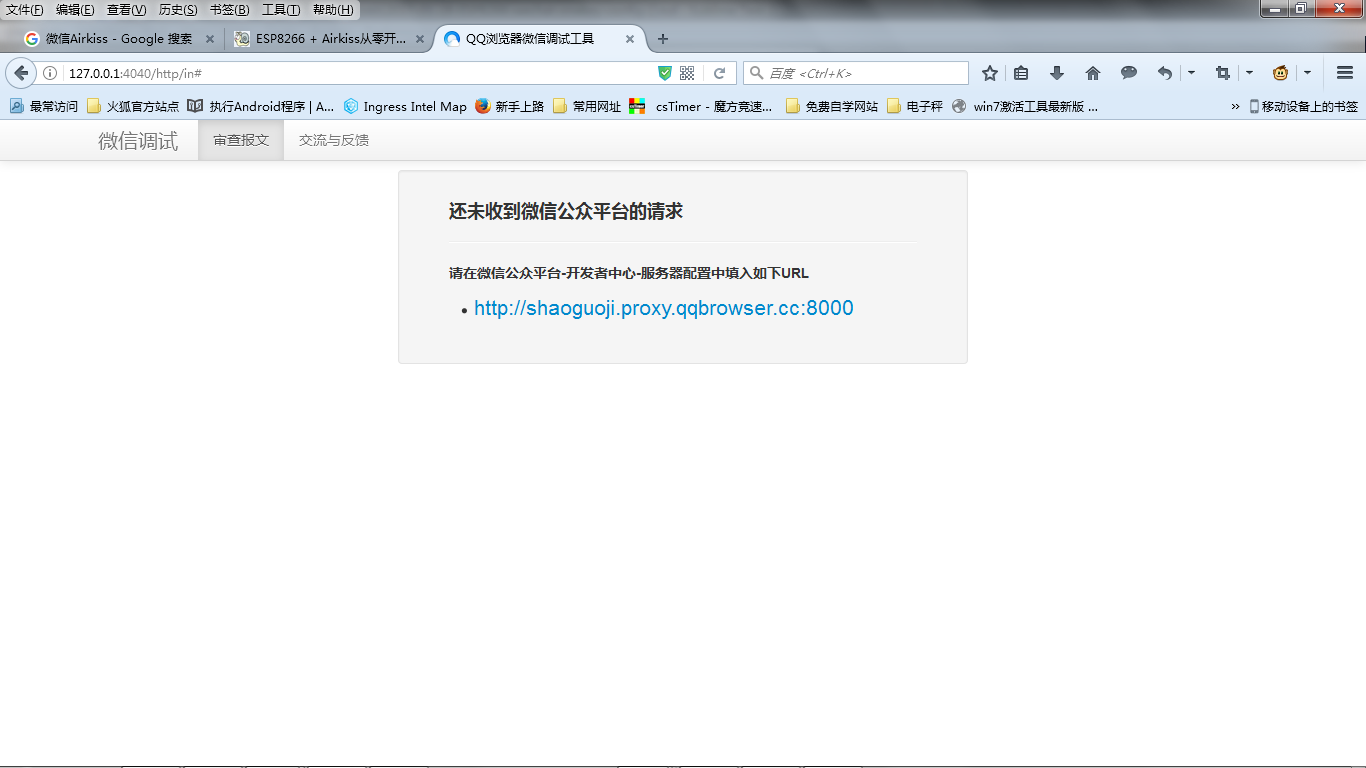 文件(F) 编辑(E) 查看(V) 历史(S) 书签(B) 工具(T) 帮助(H)
微信Airkiss - Google 搜索 ESP8266 + Airkiss从零开... QQ浏览器微信调试工具
127.0.0.1:4040/http/in# 百度 <Ctrl+K>
最常访问 火狐官方站点 执行Android程序 | A... Ingress Intel Map 新手上路 常用网址 csTimer - 魔方竞速... 免费自学网站 电子秤 win7激活工具最新版 ... » 移动设备上的书签
微信调试 审查报文 交流与反馈
还未收到微信公众平台的请求
请在微信公众平台-开发者中心-服务器配置中填入如下URL
• http://shaoguoji.proxy.qqbrowser.cc:8000